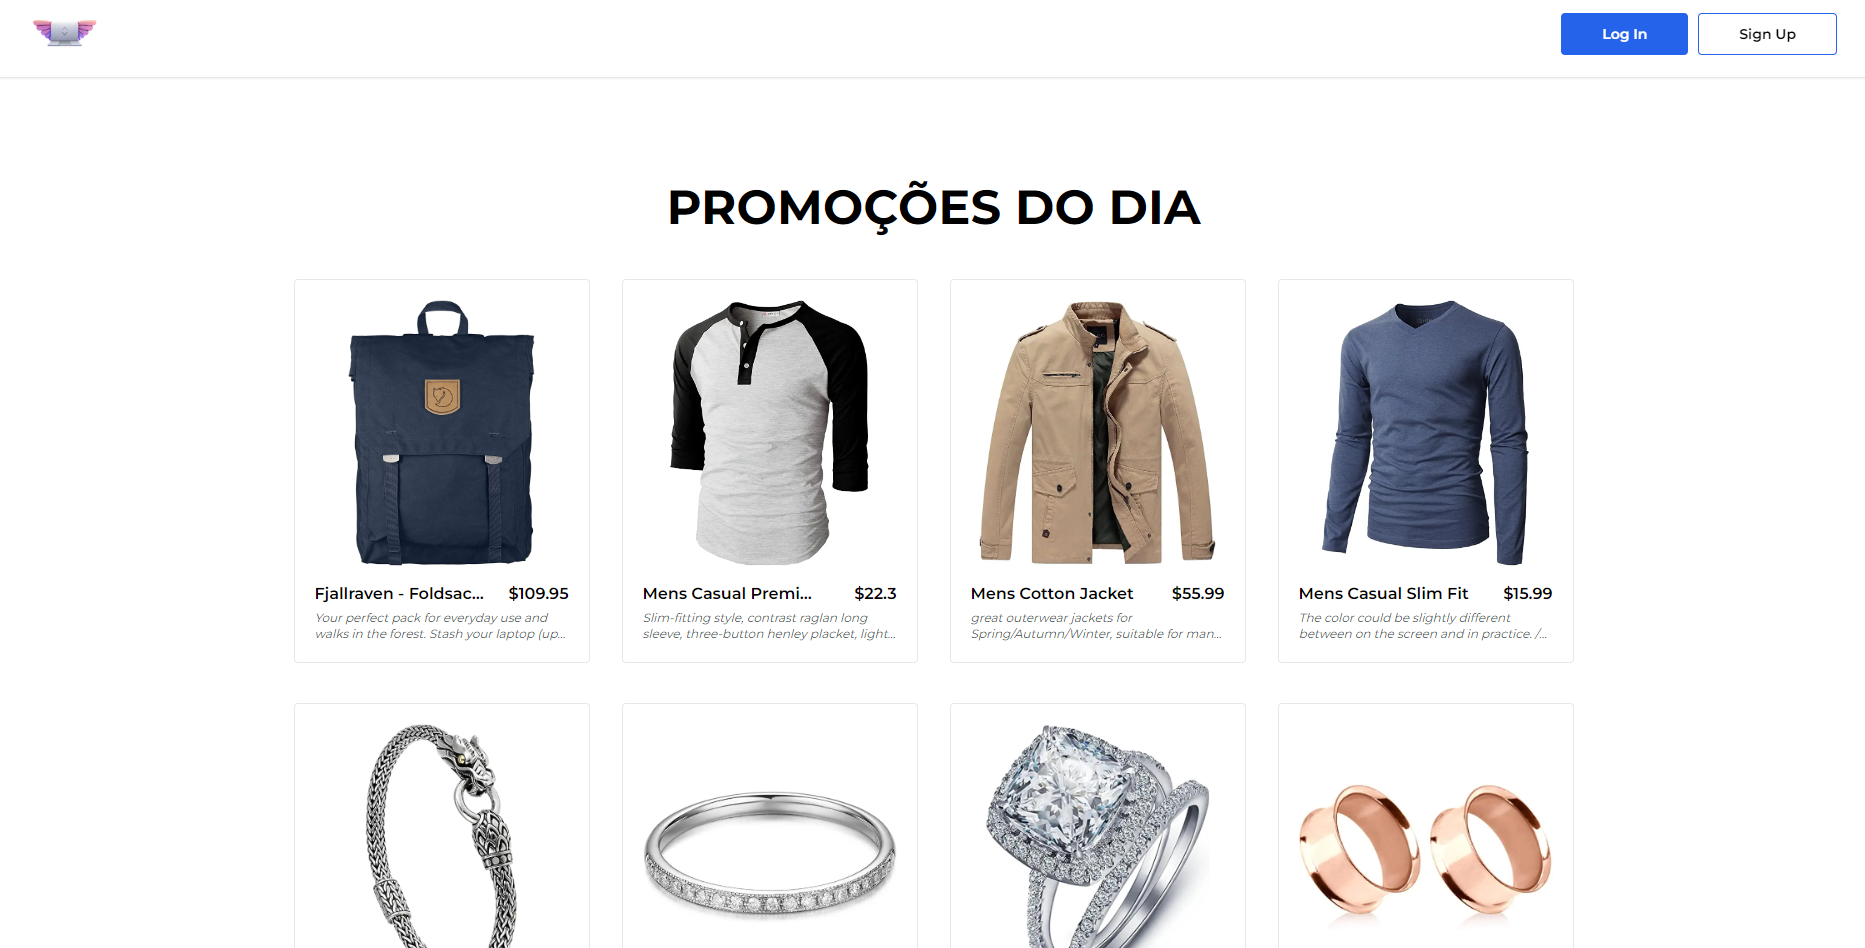 Log In
Sign Up
PROMOÇÕES DO DIA
Fjallraven - Foldsac... $109.95
Your perfect pack for everyday use and
walks in the forest. Stash your laptop (up...
Mens Casual Premi... $22.3
Slim-fitting style, contrast raglan long
sleeve, three-button henley placket, light...
Mens Cotton Jacket $55.99
great outerwear jackets for
Spring/Autumn/Winter, suitable for man...
Mens Casual Slim Fit $15.99
The color could be slightly different
between on the screen and in practice. /...